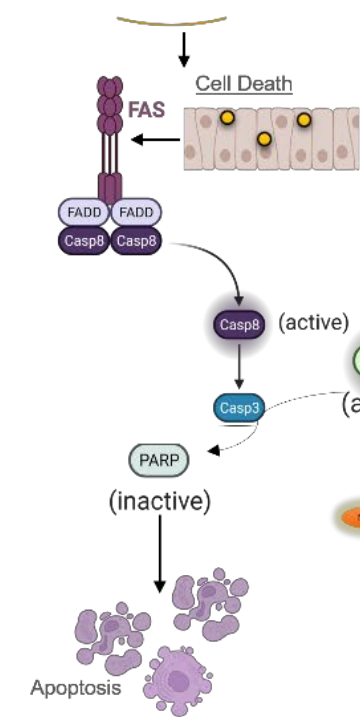 Cell Death
FAS
FADD FADD
Casp8 Casp8
Casp8 (active)
Casp3
(a
PARP
(inactive)
Apoptosis